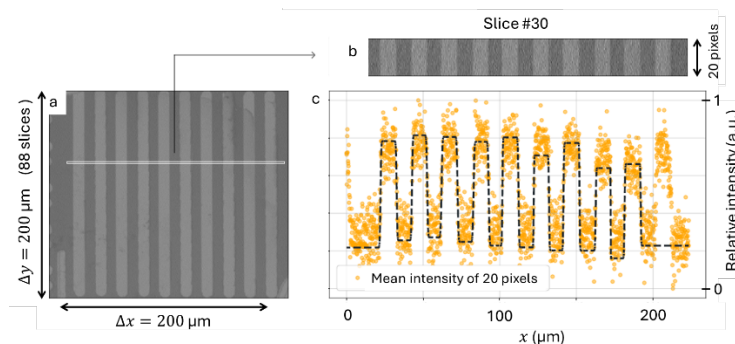 Slice #30
b
20 pixels
a
c
Δy = 200 µm (88 slices)
Δx = 200 µm
1
0
Relative intensity (a.u.)
Mean intensity of 20 pixels
0
100
200
x (µm)